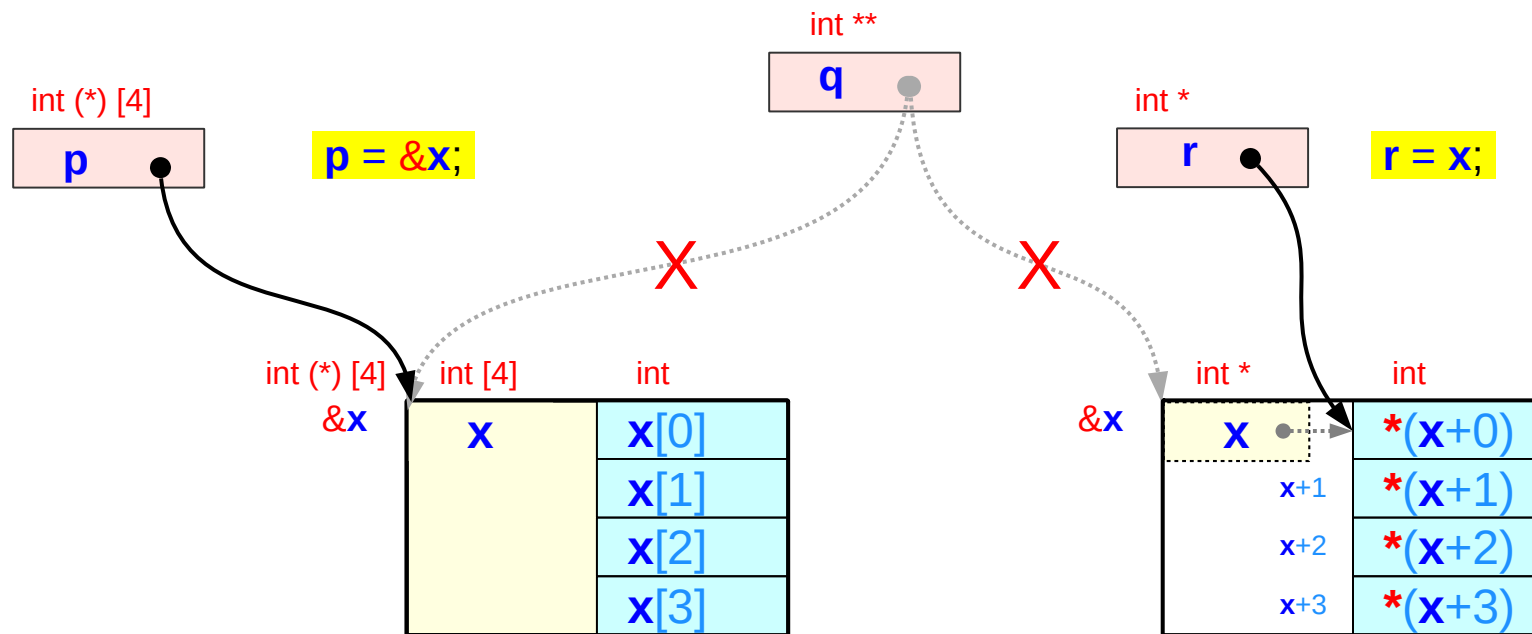 int **
q
int (*) [4]
p
p = &x;
int *
r
r = x;
X
X
int (*) [4]
int [4]
int
&x
x
x[0]
x[1]
x[2]
x[3]
int *
int
&x
x
*(x+0)
x+1
*(x+1)
x+2
*(x+2)
x+3
*(x+3)